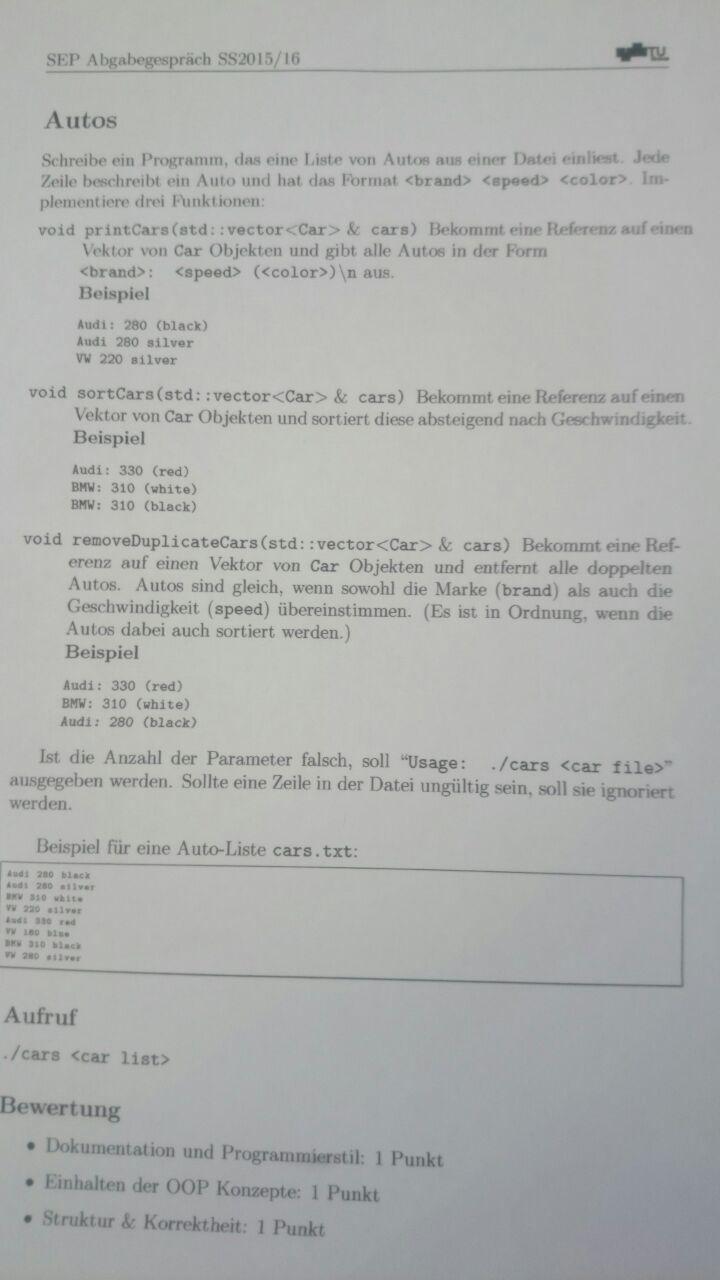 SEP Abgabegespräch SS2015/16
TU
Autos
Schreibe ein Programm, das eine Liste von Autos aus einer Datei einliest. Jede
Zeile beschreibt ein Auto und hat das Format <brand> <speed> <color>. Im-
plementiere drei Funktionen:
void printCars(std::vector<Car> & cars) Bekommt eine Referenz auf einen
Vektor von Car Objekten und gibt alle Autos in der Form
<brand>: <speed> (<color>)\n aus.
Beispiel
Audi: 280 (black)
Audi 280 silver
VW 220 silver
void sortCars(std::vector<Car> & cars) Bekommt eine Referenz auf einen
Vektor von Car Objekten und sortiert diese absteigend nach Geschwindigkeit.
Beispiel
Audi: 330 (red)
BMW: 310 (white)
BMW: 310 (black)
void removeDuplicateCars(std::vector<Car> & cars) Bekommt eine Ref-
erenz auf einen Vektor von Car Objekten und entfernt alle doppelten
Autos. Autos sind gleich, wenn sowohl die Marke (brand) als auch die
Geschwindigkeit (speed) übereinstimmen. (Es ist in Ordnung, wenn die
Autos dabei auch sortiert werden.)
Beispiel
Audi: 330 (red)
BMW: 310 (white)
Audi: 280 (black)
Ist die Anzahl der Parameter falsch, soll “Usage: ./cars <car file>”
ausgegeben werden. Sollte eine Zeile in der Datei ungültig sein, soll sie ignoriert
werden.
Beispiel für eine Auto-Liste cars.txt:
Audi 280 black
Audi 280 silver
BMW 310 white
VW 220 silver
Audi 330 red
VW 180 blue
BMW 310 black
VW 280 silver
Aufruf
./cars <car list>
Bewertung
• Dokumentation und Programmierstil: 1 Punkt
• Einhalten der OOP Konzepte: 1 Punkt
• Struktur & Korrektheit: 1 Punkt